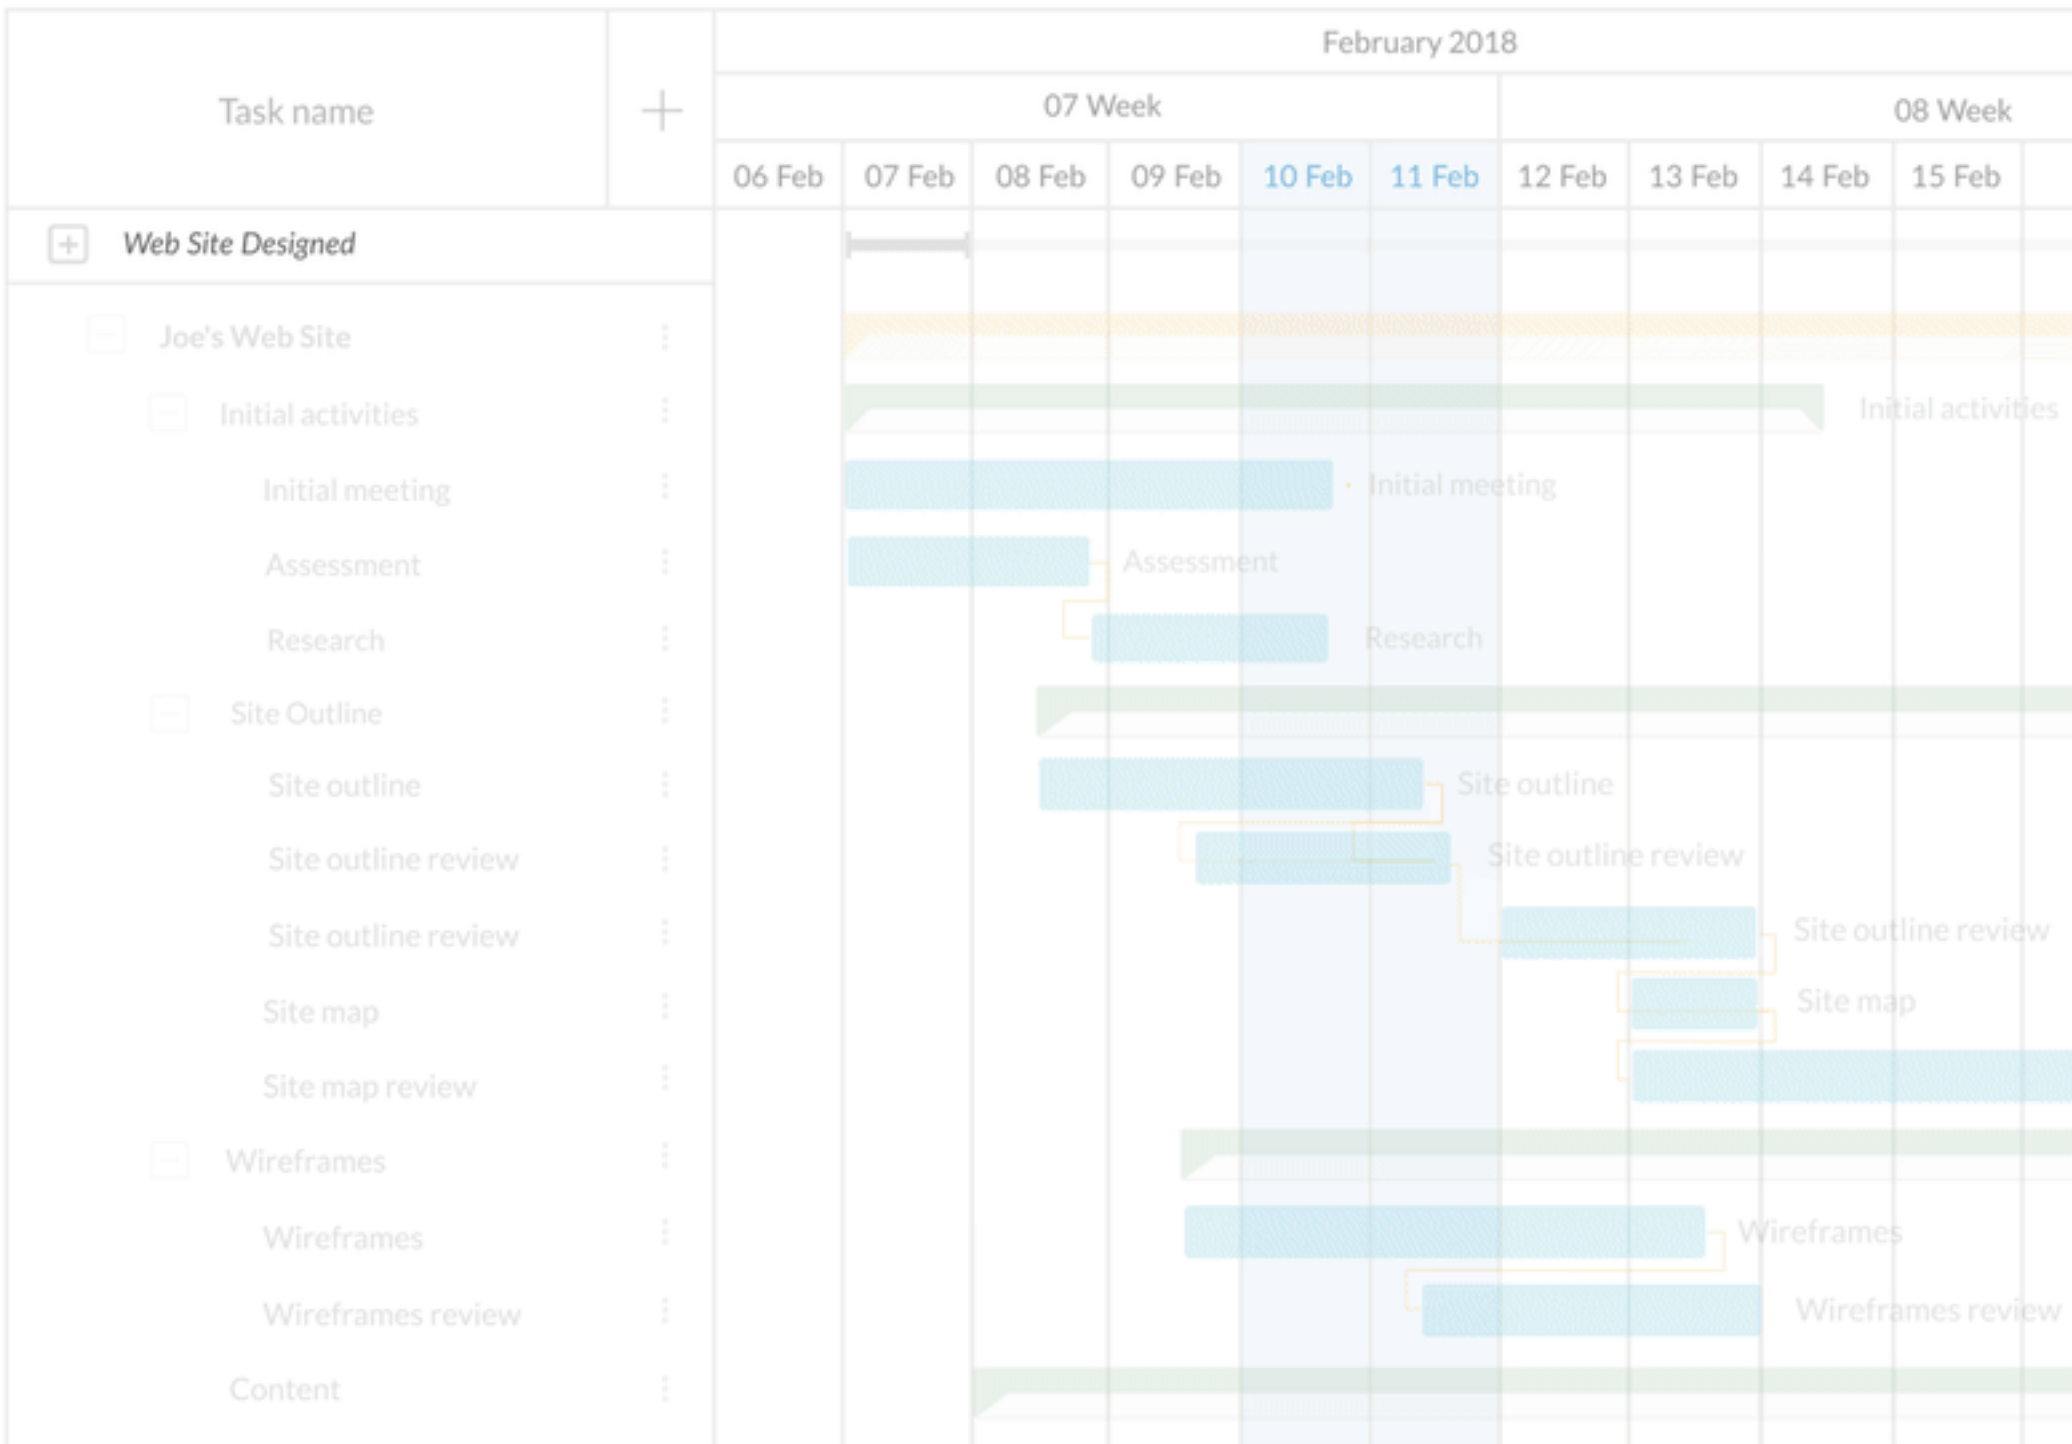 February 2018
Task name
07 Week
08 Week
06 Feb 07 Feb 08 Feb 09 Feb 10 Feb 11 Feb 12 Feb 13 Feb 14 Feb 15 Feb
Web Site Designed
Joe's Web Site
Initial activities Initial activities
Initial meeting Initial meeting
Assessment Assessment
Research Research
Site Outline
Site outline Site outline
Site outline review Site outline review
Site outline review Site outline review
Site map Site map
Site map review
Wireframes
Wireframes Wireframes
Wireframes review Wireframes review
Content